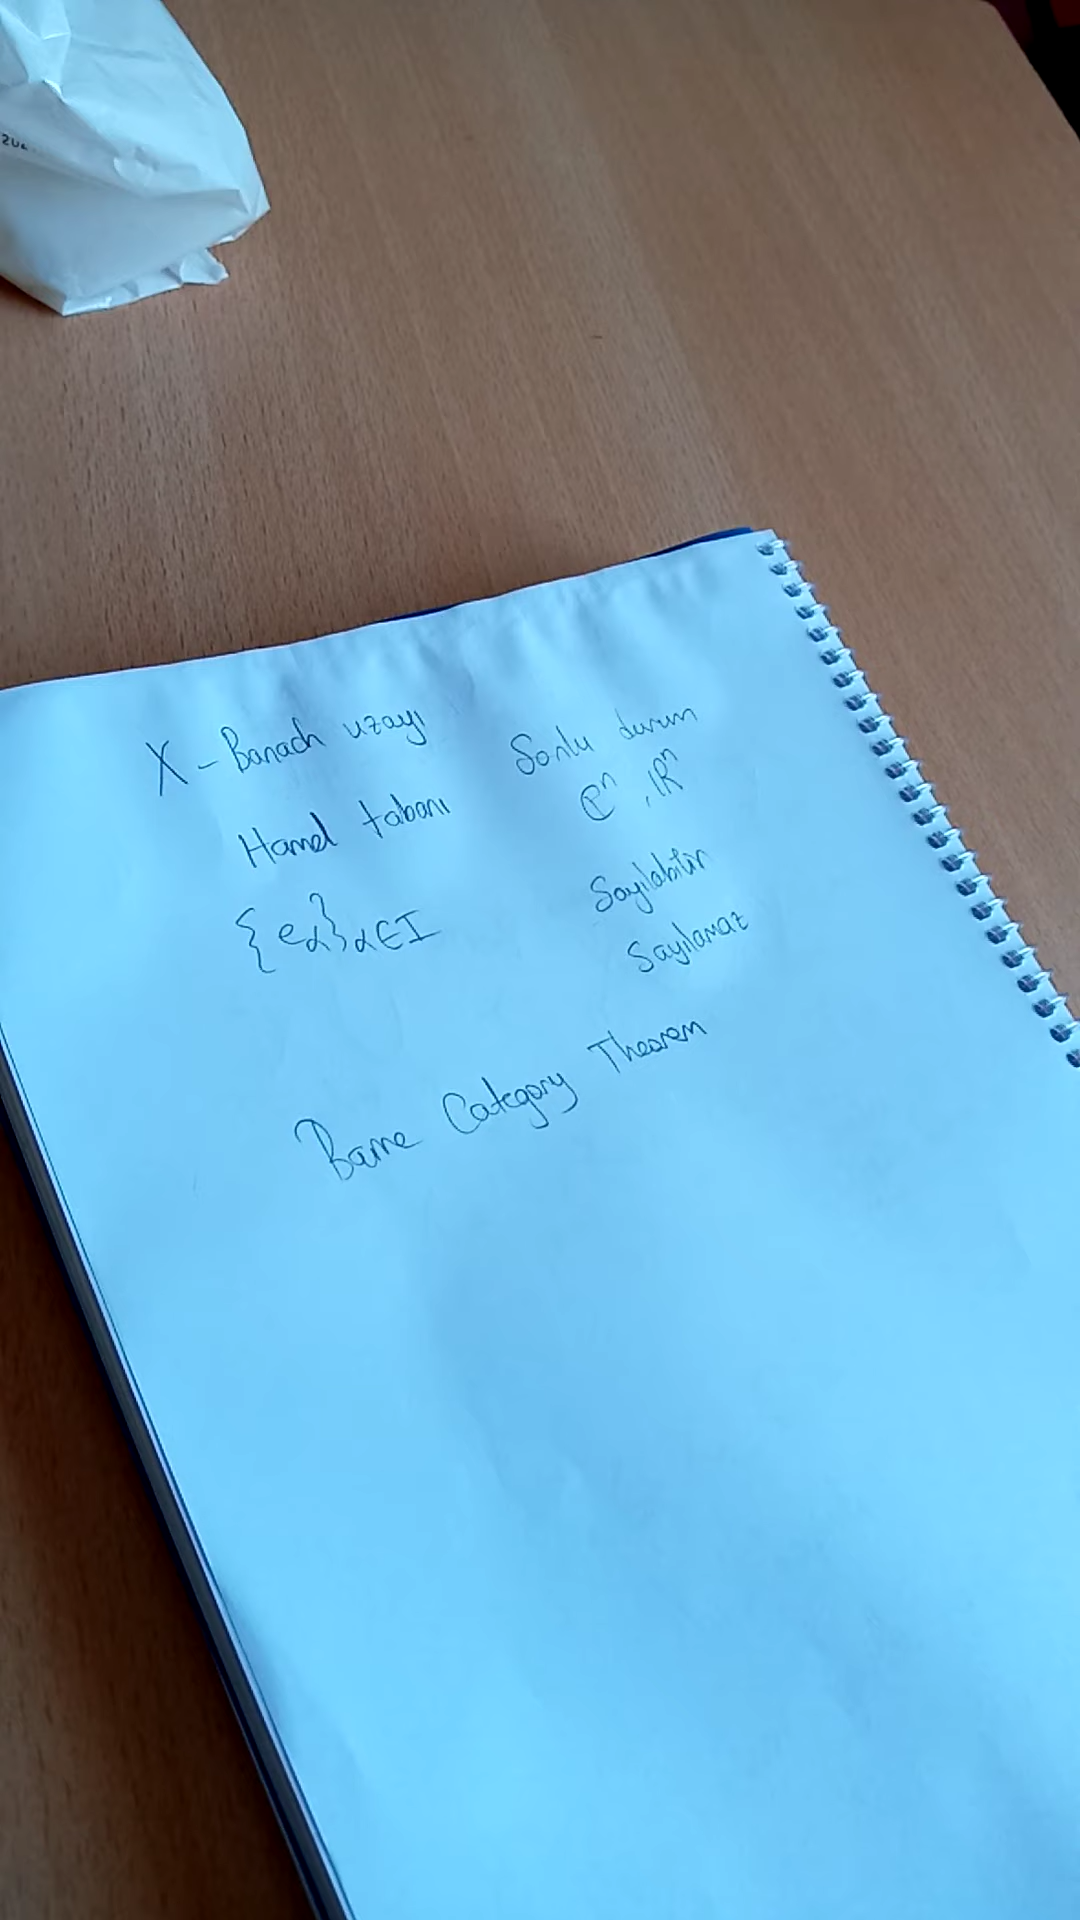 X - Banach uzayı
Sonlu durum
Hamel tabanı
ℂⁿ, ℝⁿ
{eα}α∈I
Sayılabilir
Sayılamaz
Baire Category Theorem